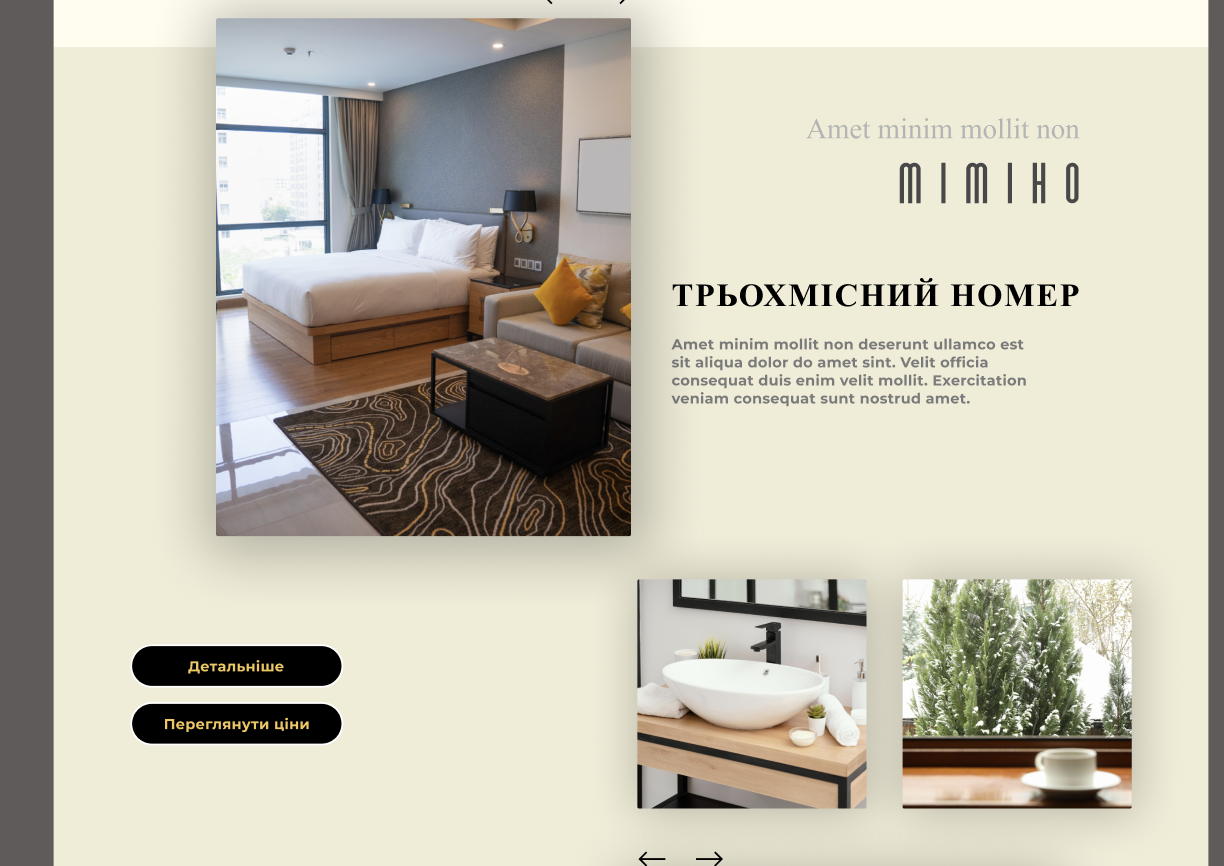 Amet minim mollit non
MIMIHO
ТРЬОХМІСНИЙ НОМЕР
Amet minim mollit non deserunt ullamco est
sit aliqua dolor do amet sint. Velit officia
consequat duis enim velit mollit. Exercitation
veniam consequat sunt nostrud amet.
Детальніше
Переглянути ціни